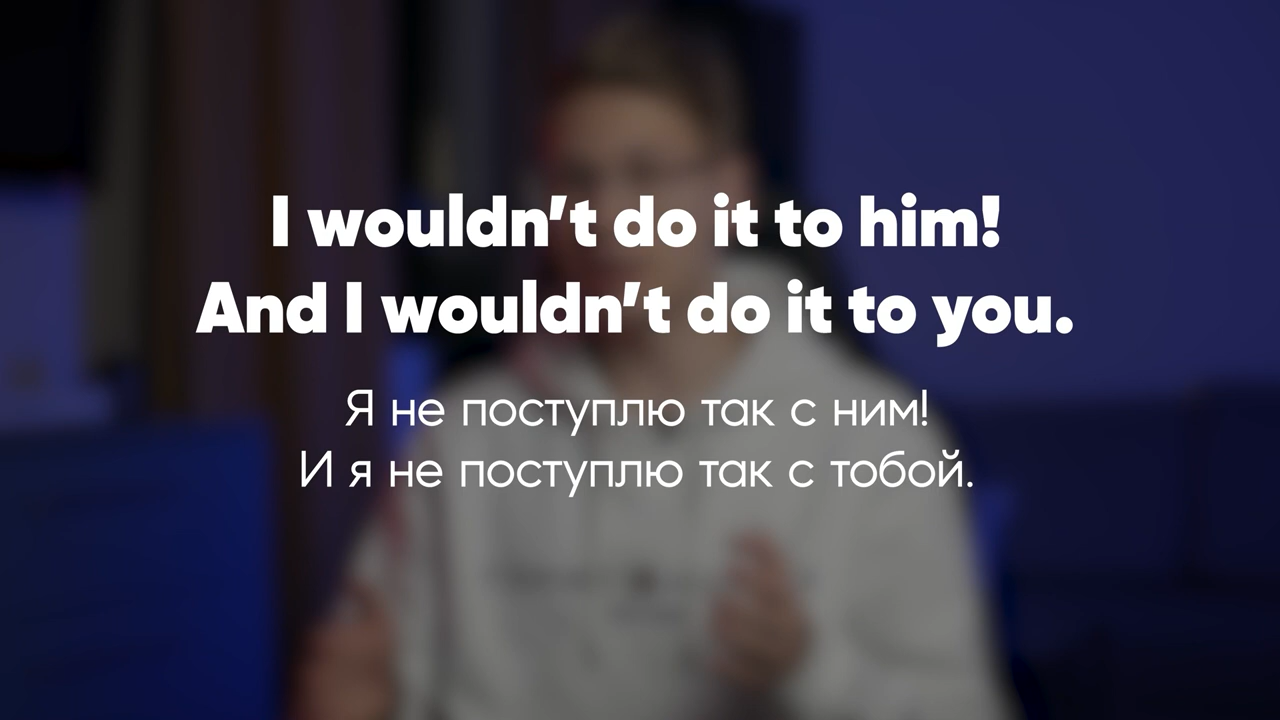 I wouldn't do it to him!
And I wouldn't do it to you.
Я не поступлю так с ним!
И я не поступлю так с тобой.